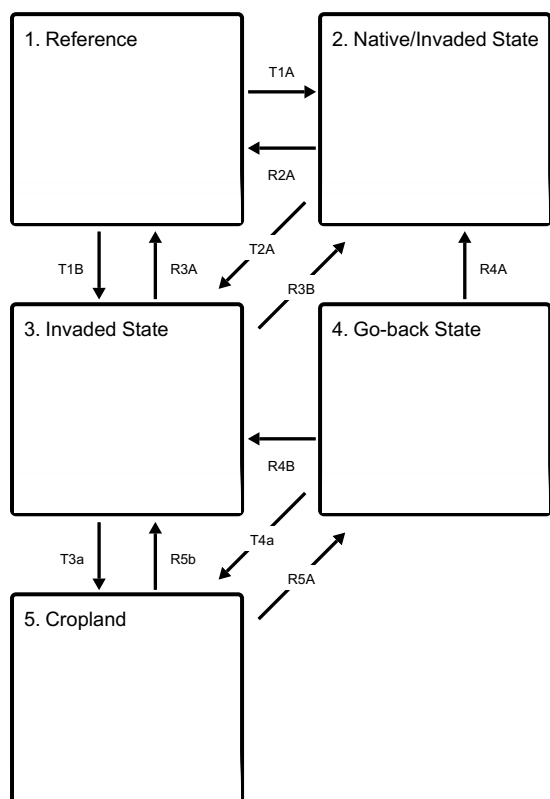 1. Reference
2. Native/Invaded State
T1A
R2A
T2A
T1B
R3A
R3B
R4A
3. Invaded State
4. Go-back State
R4B
T4a
T3a
R5b
R5A
5. Cropland